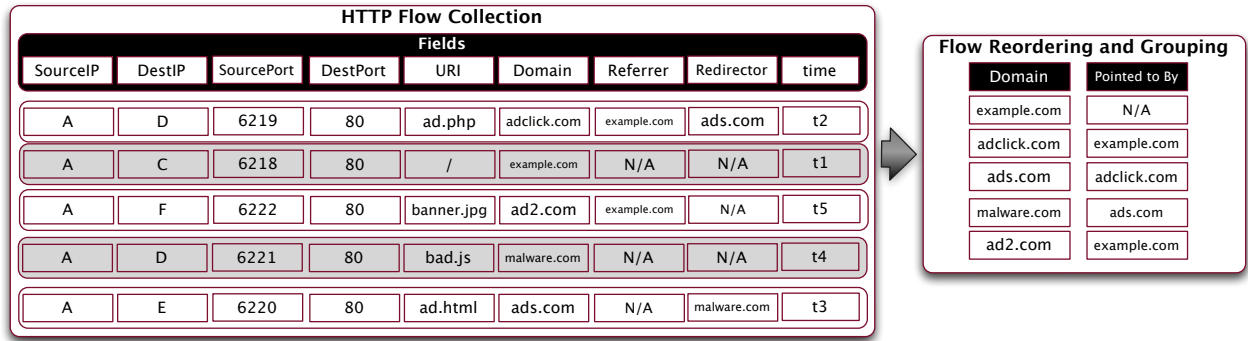 HTTP Flow Collection
Fields
SourceIP DestIP SourcePort DestPort URI Domain Referrer Redirector time
A D 6219 80 ad.php adclick.com example.com ads.com t2
A C 6218 80 / example.com N/A N/A t1
A F 6222 80 banner.jpg ad2.com example.com N/A t5
A D 6221 80 bad.js malware.com N/A N/A t4
A E 6220 80 ad.html ads.com N/A malware.com t3
Flow Reordering and Grouping
Domain Pointed to By
example.com N/A
adclick.com example.com
ads.com adclick.com
malware.com ads.com
ad2.com example.com